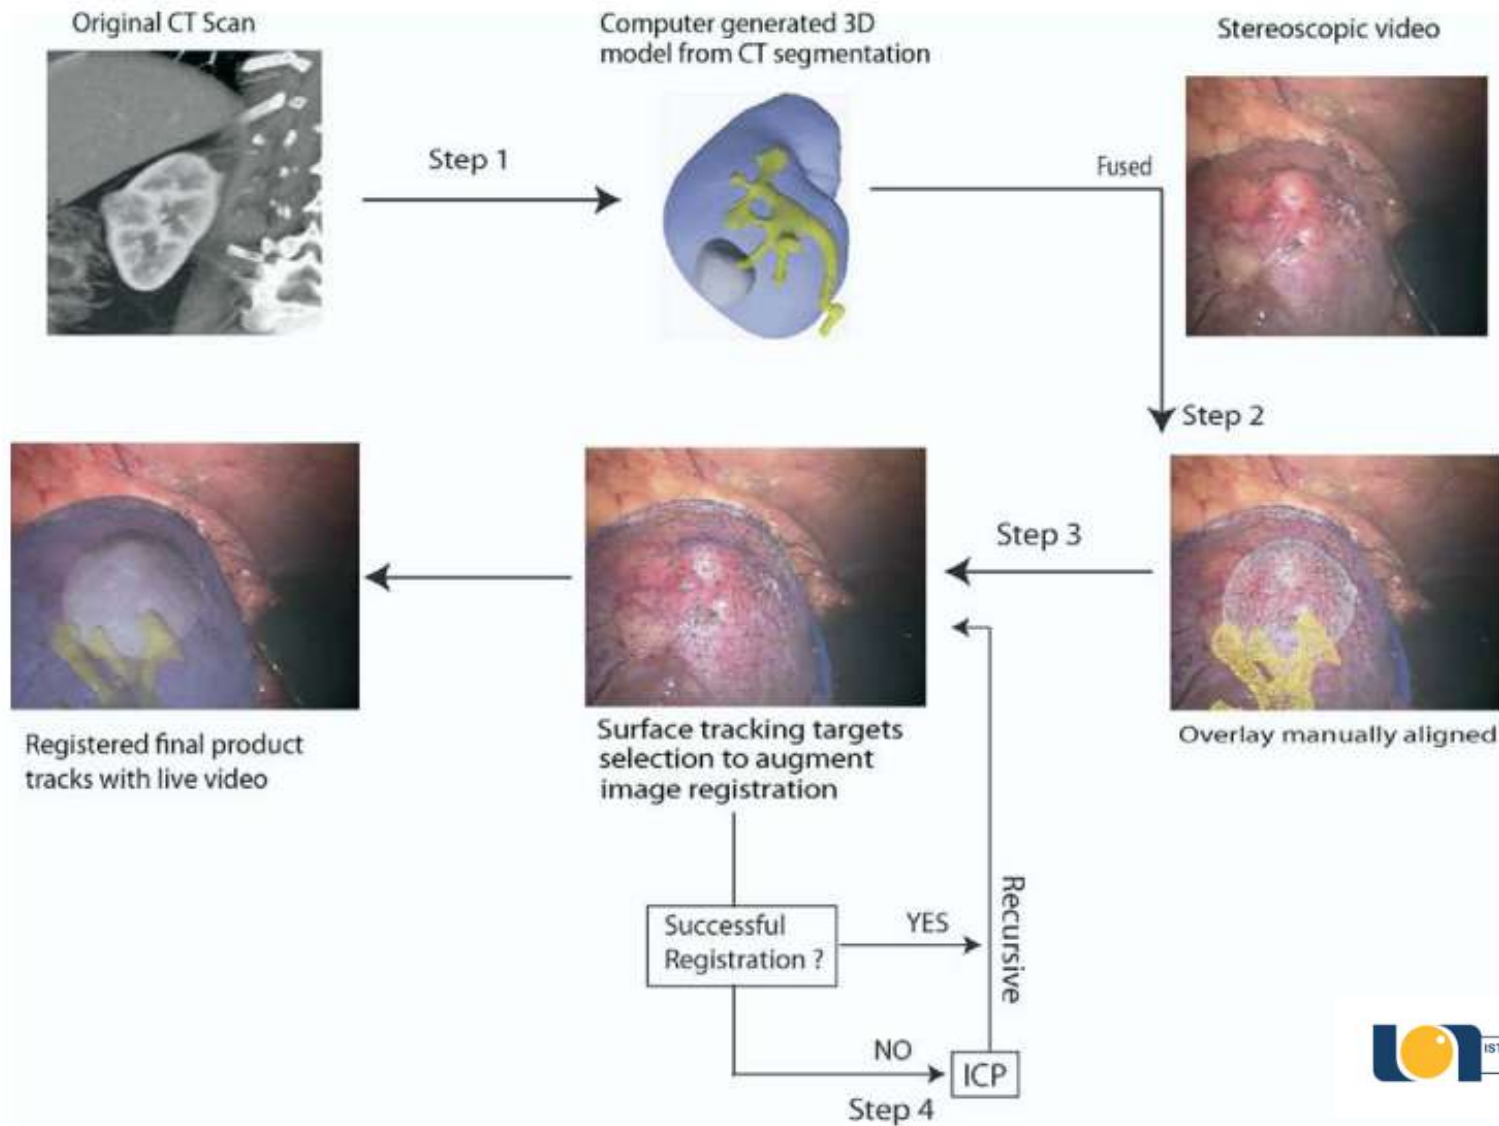 Original CT Scan
Computer generated 3D
model from CT segmentation
Stereoscopic video
Step 1
Fused
Step 2
Step 3
Registered final product
tracks with live video
Surface tracking targets
selection to augment
image registration
Overlay manually aligned
Successful
Registration ?
YES
Recursive
NO
ICP
Step 4